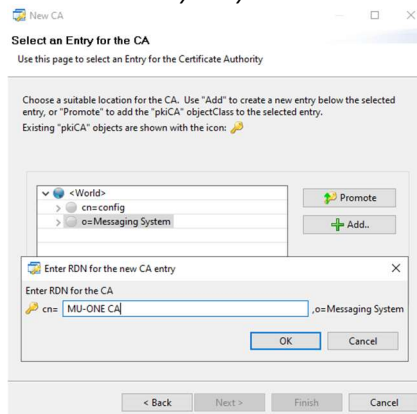 New CA
Select an Entry for the CA
Use this page to select an Entry for the Certificate Authority
Choose a suitable location for the CA. Use "Add" to create a new entry below the selected
entry, or "Promote" to add the "pkiCA" objectClass to the selected entry.
Existing "pkiCA" objects are shown with the icon:
<World>
cn=config
o=Messaging System
Promote
Add..
Enter RDN for the new CA entry
Enter RDN for the CA
cn= MU-ONE CA ,o=Messaging System
OK Cancel
< Back Next > Finish Cancel